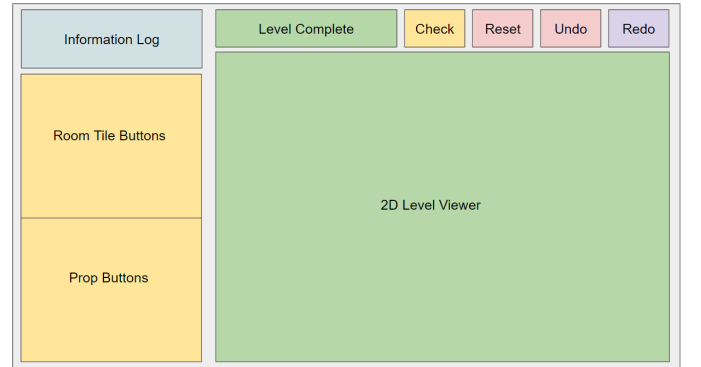 Information Log
Level Complete
Check
Reset
Undo
Redo
Room Tile Buttons
2D Level Viewer
Prop Buttons